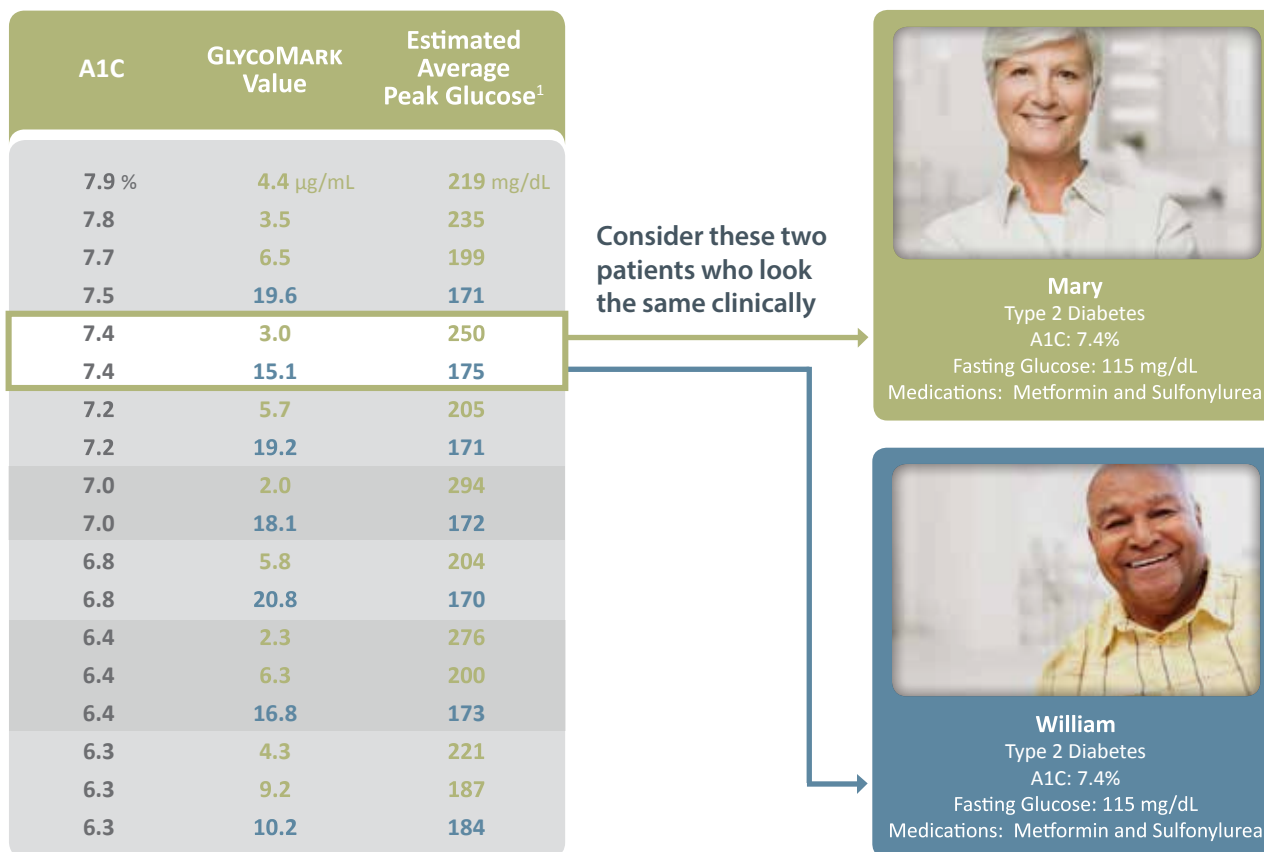 A1C GLYCOMARK Value Estimated Average Peak Glucose1
7.9 % 4.4 µg/mL 219 mg/dL
7.8 3.5 235
7.7 6.5 199
7.5 19.6 171
7.4 3.0 250
7.4 15.1 175
7.2 5.7 205
7.2 19.2 171
7.0 2.0 294
7.0 18.1 172
6.8 5.8 204
6.8 20.8 170
6.4 2.3 276
6.4 6.3 200
6.4 16.8 173
6.3 4.3 221
6.3 9.2 187
6.3 10.2 184
Consider these two
patients who look
the same clinically
Mary
Type 2 Diabetes
A1C: 7.4%
Fasting Glucose: 115 mg/dL
Medications: Metformin and Sulfonylurea
William
Type 2 Diabetes
A1C: 7.4%
Fasting Glucose: 115 mg/dL
Medications: Metformin and Sulfonylurea